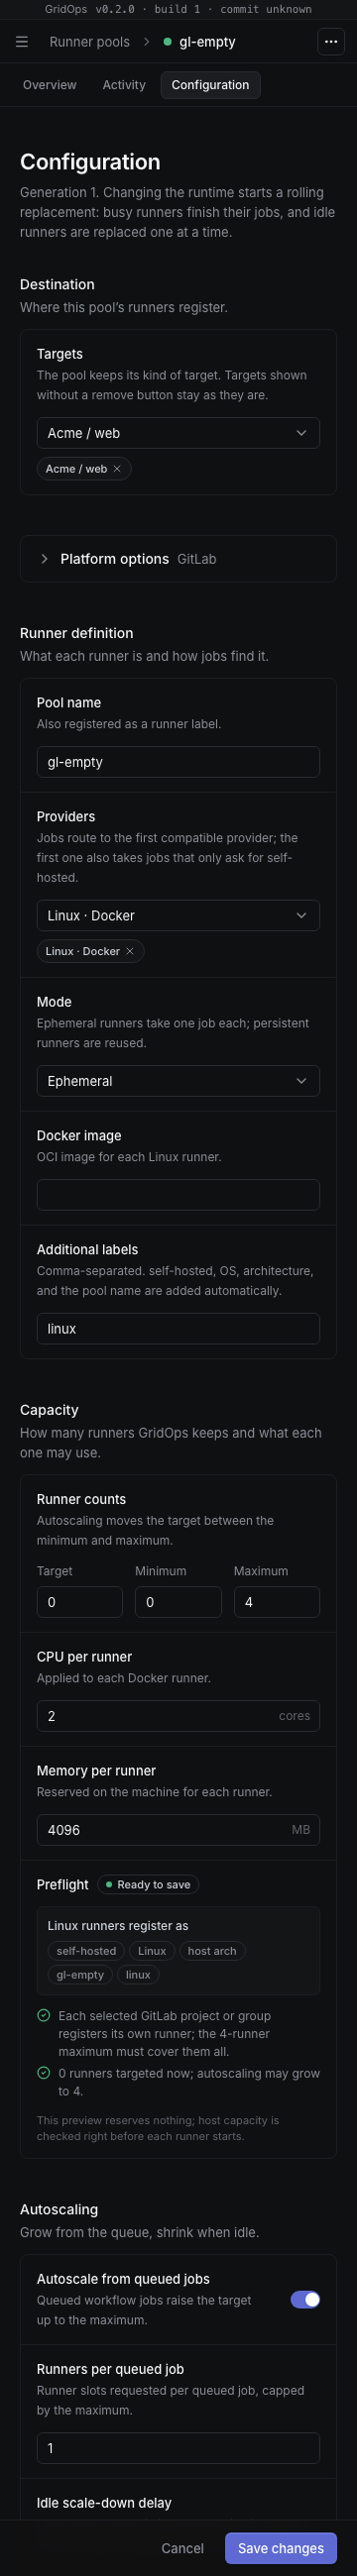 GridOps v0.2.0 · build 1 · commit unknown
Runner pools > gl-empty
Overview Activity Configuration
Configuration
Generation 1. Changing the runtime starts a rolling
replacement: busy runners finish their jobs, and idle
runners are replaced one at a time.
Destination
Where this pool's runners register.
Targets
The pool keeps its kind of target. Targets shown
without a remove button stay as they are.
Acme / web
Acme / web ×
Platform options GitLab
Runner definition
What each runner is and how jobs find it.
Pool name
Also registered as a runner label.
gl-empty
Providers
Jobs route to the first compatible provider; the
first one also takes jobs that only ask for self-
hosted.
Linux · Docker
Linux · Docker ×
Mode
Ephemeral runners take one job each; persistent
runners are reused.
Ephemeral
Docker image
OCI image for each Linux runner.
Additional labels
Comma-separated. self-hosted, OS, architecture,
and the pool name are added automatically.
linux
Capacity
How many runners GridOps keeps and what each
one may use.
Runner counts
Autoscaling moves the target between the
minimum and maximum.
Target Minimum Maximum
0 0 4
CPU per runner
Applied to each Docker runner.
2 cores
Memory per runner
Reserved on the machine for each runner.
4096 MB
Preflight Ready to save
Linux runners register as
self-hosted Linux host arch
gl-empty linux
Each selected GitLab project or group
registers its own runner; the 4-runner
maximum must cover them all.
0 runners targeted now; autoscaling may grow
to 4.
This preview reserves nothing; host capacity is
checked right before each runner starts.
Autoscaling
Grow from the queue, shrink when idle.
Autoscale from queued jobs
Queued workflow jobs raise the target
up to the maximum.
Runners per queued job
Runner slots requested per queued job, capped
by the maximum.
1
Idle scale-down delay
Cancel Save changes